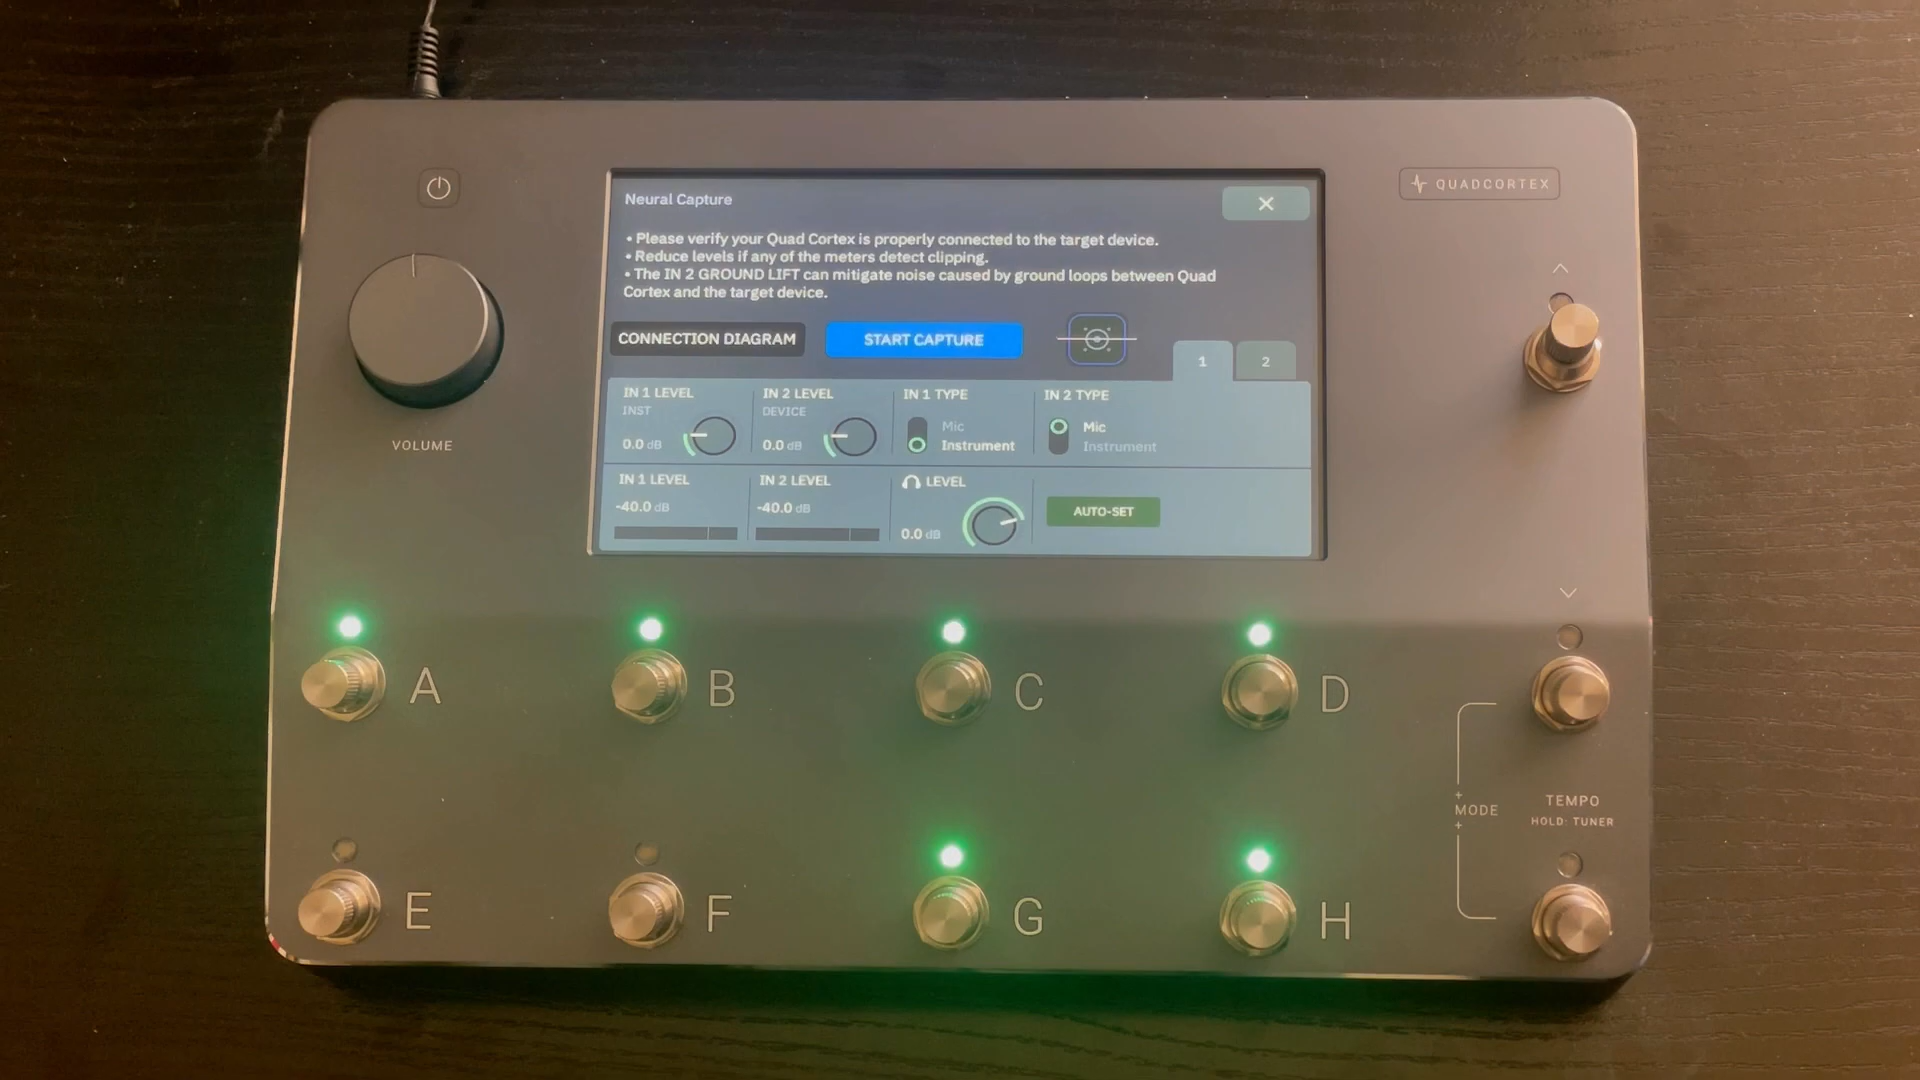 QUADCORTEX
Neural Capture
• Please verify your Quad Cortex is properly connected to the target device.
• Reduce levels if any of the meters detect clipping.
• The IN 2 GROUND LIFT can mitigate noise caused by ground loops between Quad
Cortex and the target device.
CONNECTION DIAGRAM
START CAPTURE
1
2
IN 1 LEVEL
INST
0.0 dB
IN 2 LEVEL
DEVICE
0.0 dB
IN 1 TYPE
Mic
Instrument
IN 2 TYPE
Mic
Instrument
IN 1 LEVEL
-40.0 dB
IN 2 LEVEL
-40.0 dB
LEVEL
0.0 dB
AUTO-SET
VOLUME
A
B
C
D
MODE
TEMPO
HOLD: TUNER
E
F
G
H